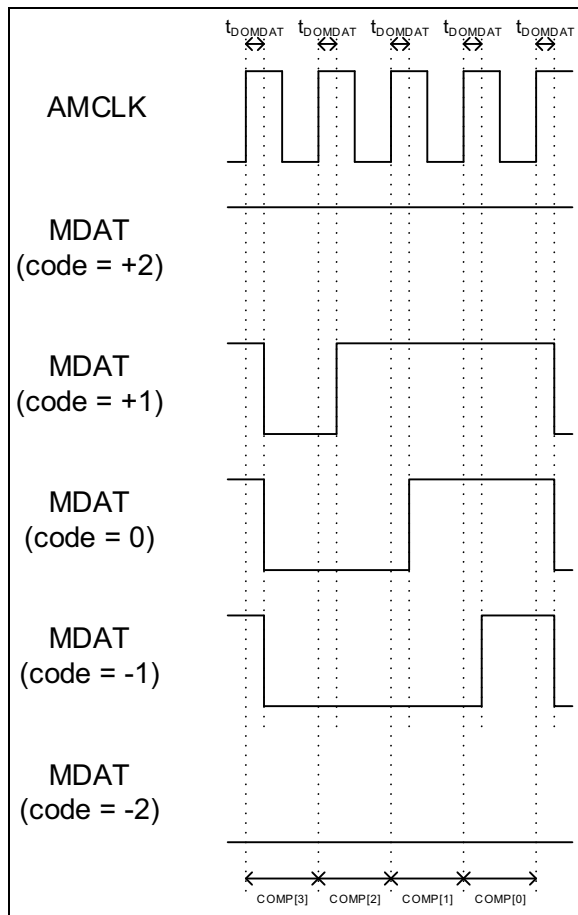 tDOMDAT tDOMDAT tDOMDAT tDOMDAT tDOMDAT
AMCLK
MDAT
(code = +2)
MDAT
(code = +1)
MDAT
(code = 0)
MDAT
(code = -1)
MDAT
(code = -2)
COMP[3] COMP[2] COMP[1] COMP[0]